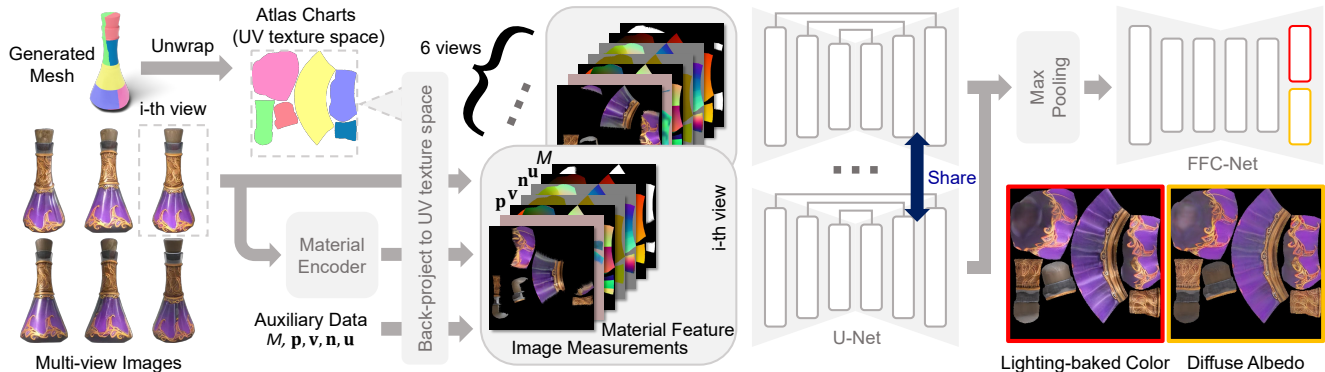 Generated
Mesh
Unwrap
Atlas Charts
(UV texture space)
6 views
i-th view
Back-project to UV texture space
Material
Encoder
Auxiliary Data
M, p, v, n, u
Multi-view Images
M
u
n
v
p
i-th view
Material Feature
Image Measurements
Share
U-Net
Max
Pooling
FFC-Net
Lighting-baked Color
Diffuse Albedo